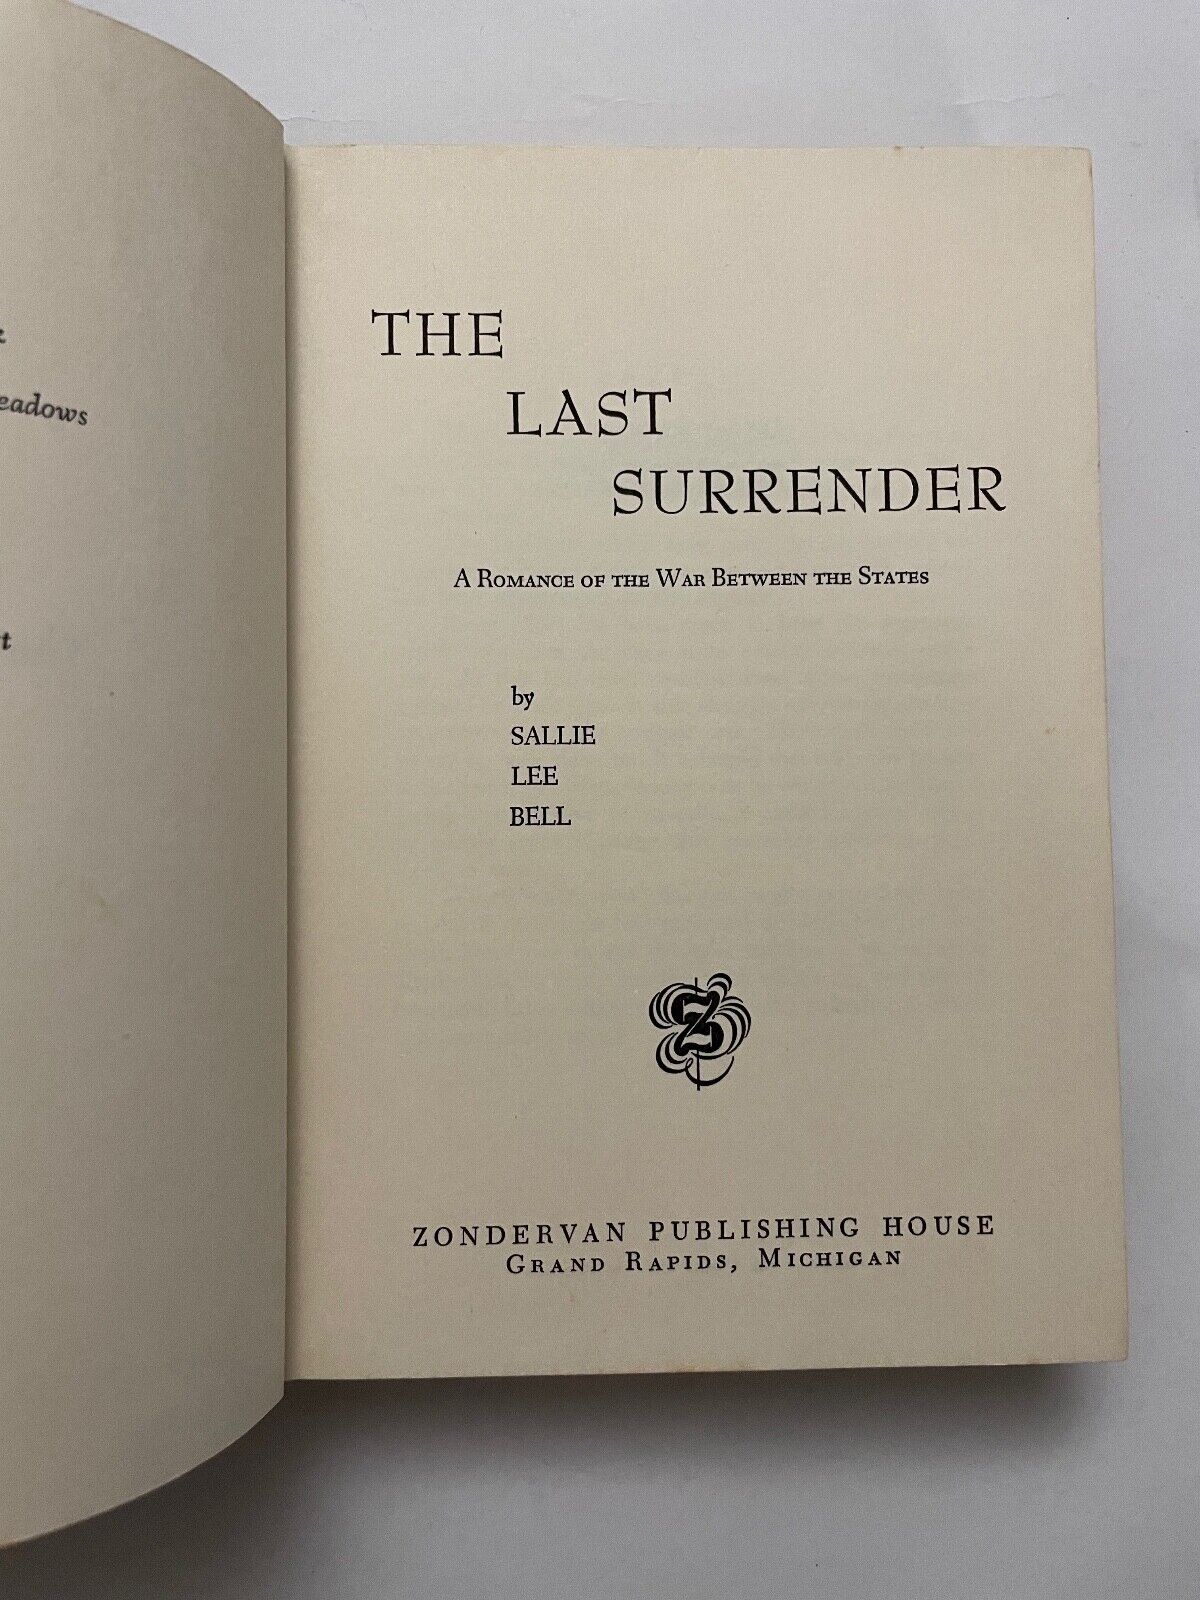 THE
LAST
SURRENDER
A ROMANCE OF THE WAR BETWEEN THE STATES
by
SALLIE
LEE
BELL
Z
ZONDERVAN PUBLISHING HOUSE
GRAND RAPIDS, MICHIGAN